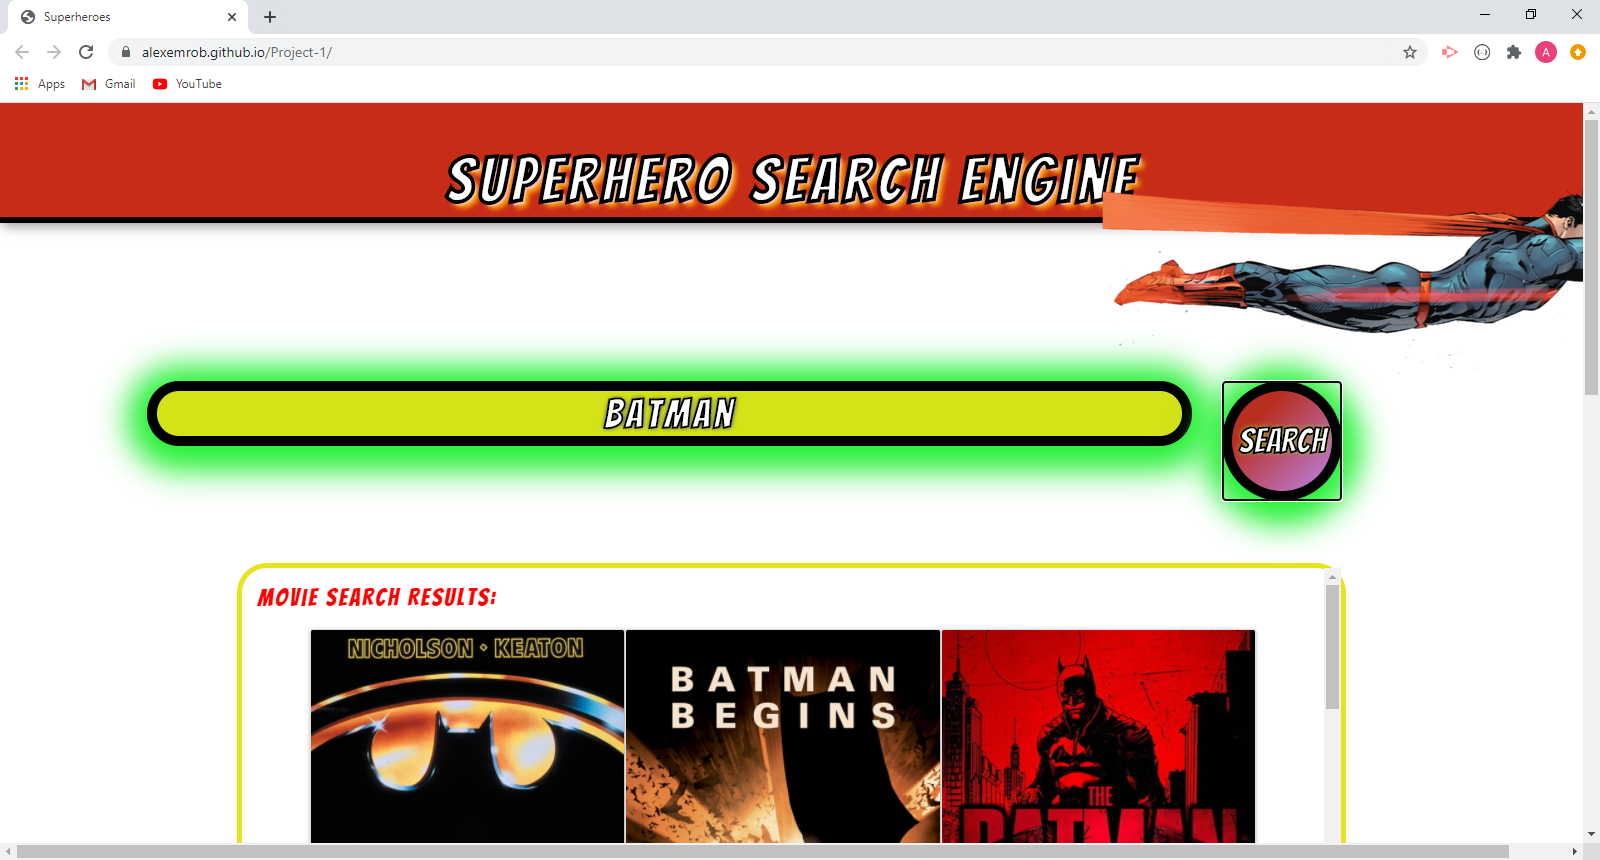 Superheroes
alexemrob.github.io/Project-1/
A
Apps
Gmail
YouTube
SUPERHERO SEARCH ENGINE
BATMAN
SEARCH
MOVIE SEARCH RESULTS:
NICHOLSON · KEATON
BATMAN
BEGINS
THE
BATMAN